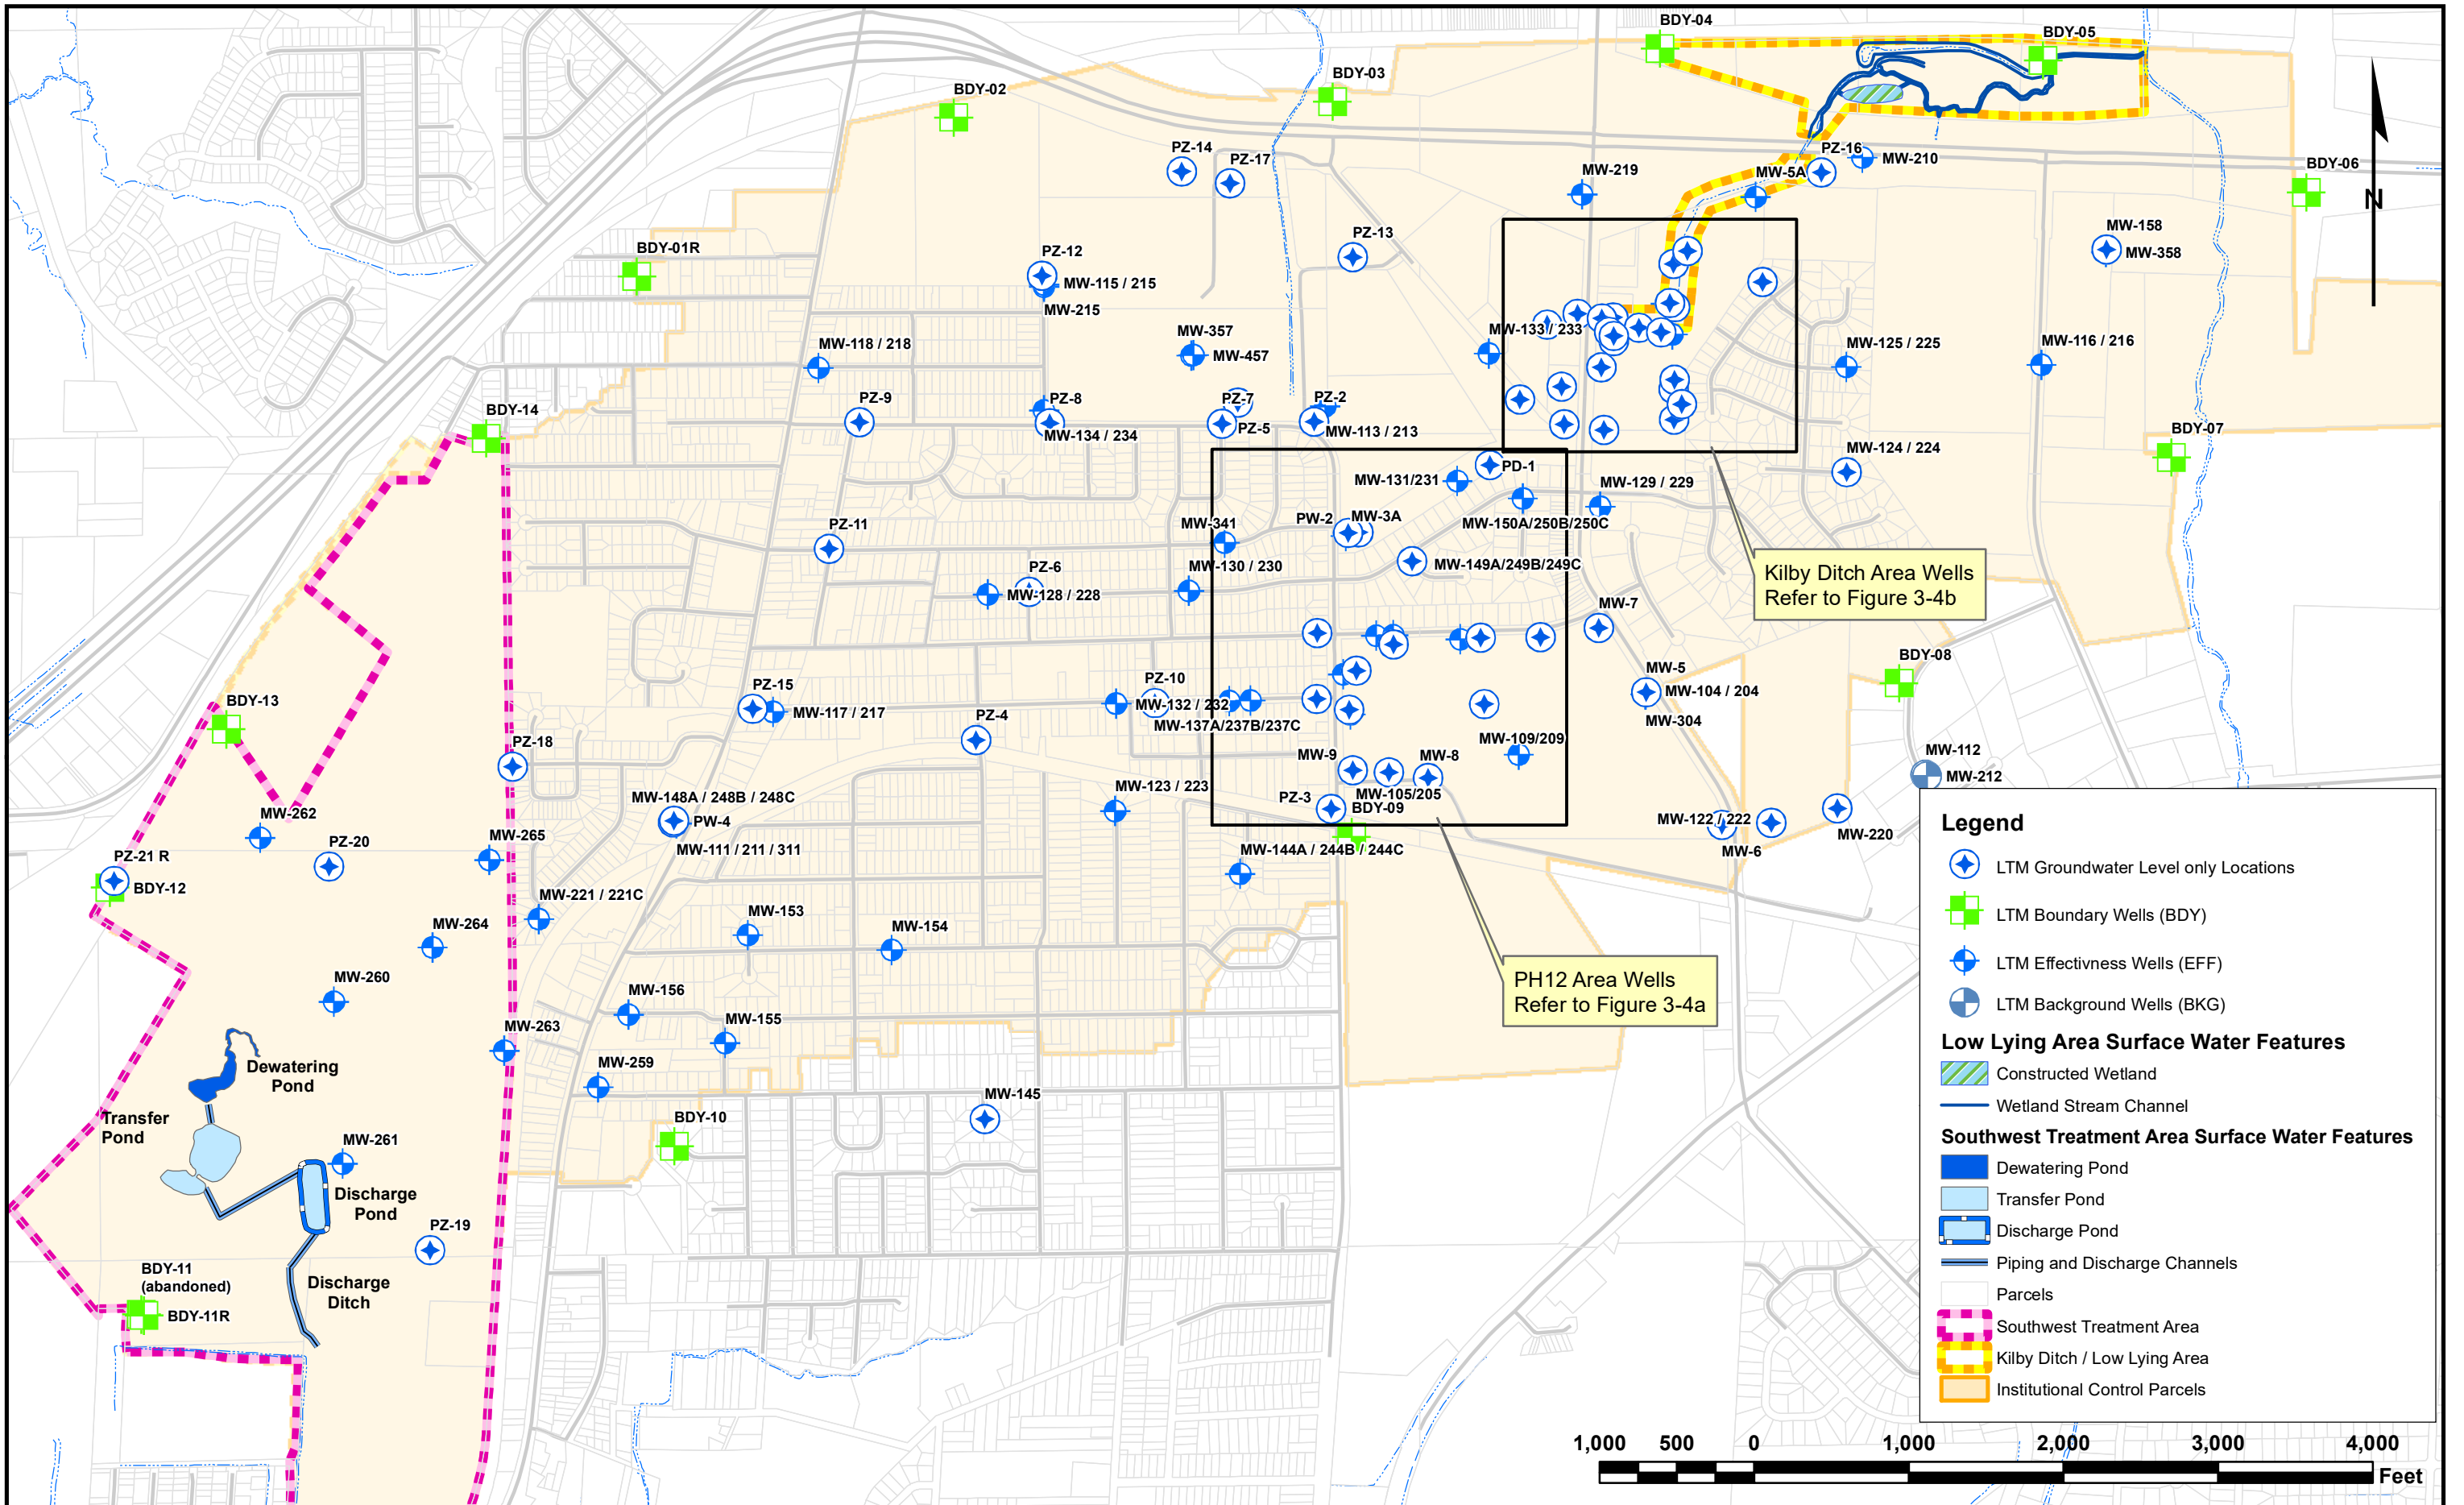 BDY-04
BDY-05
BDY-03
BDY-02
PZ-14
PZ-17
PZ-16
MW-210
MW-5A
MW-219
BDY-06
N
MW-158
MW-358
PZ-13
BDY-01R
PZ-12
MW-115 / 215
MW-215
MW-357
MW-457
MW-133 / 233
MW-118 / 218
MW-125 / 225
MW-116 / 216
BDY-14
PZ-9
PZ-8
MW-134 / 234
PZ-7
PZ-5
PZ-2
MW-113 / 213
BDY-07
MW-124 / 224
PD-1
MW-131/231
MW-129 / 229
MW-150A/250B/250C
PW-2
MW-3A
MW-341
PZ-11
MW-149A/249B/249C
MW-130 / 230
PZ-6
MW-128 / 228
Kilby Ditch Area Wells
Refer to Figure 3-4b
MW-7
BDY-08
MW-5
MW-104 / 204
MW-304
BDY-13
PZ-15
MW-117 / 217
PZ-10
MW-132 / 232
MW-137A/237B/237C
PZ-4
PZ-18
MW-109/209
MW-9
MW-8
MW-105/205
PZ-3
BDY-09
MW-112
MW-212
MW-123 / 223
MW-148A / 248B / 248C
PW-4
MW-111 / 211 / 311
MW-122 / 222
MW-6
MW-220
MW-262
PZ-20
MW-265
PZ-21 R
BDY-12
MW-144A / 244B / 244C
MW-221 / 221C
MW-153
MW-154
MW-264
MW-260
MW-156
MW-155
MW-263
PH12 Area Wells
Refer to Figure 3-4a
MW-259
Dewatering
Pond
Transfer
Pond
MW-145
BDY-10
MW-261
Discharge
Pond
PZ-19
BDY-11
(abandoned)
BDY-11R
Discharge
Ditch
Legend
LTM Groundwater Level only Locations
LTM Boundary Wells (BDY)
LTM Effectivness Wells (EFF)
LTM Background Wells (BKG)
Low Lying Area Surface Water Features
Constructed Wetland
Wetland Stream Channel
Southwest Treatment Area Surface Water Features
Dewatering Pond
Transfer Pond
Discharge Pond
Piping and Discharge Channels
Parcels
Southwest Treatment Area
Kilby Ditch / Low Lying Area
Institutional Control Parcels
1,000 500 0 1,000 2,000 3,000 4,000
Feet